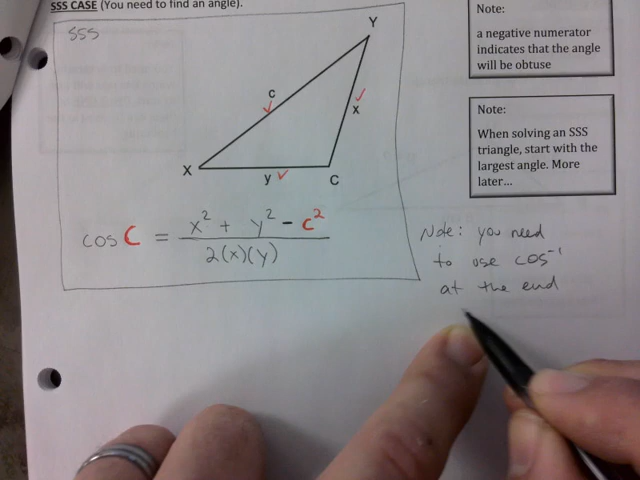 SSS CASE (You need to find an angle).
SSS
Y
c
x
X
y
C
cos C = x² + y² - c²
2(x)(y)
Note:
a negative numerator
indicates that the angle
will be obtuse
Note:
When solving an SSS
triangle, start with the
largest angle. More
later...
Note: you need
to use cos⁻¹
at the end